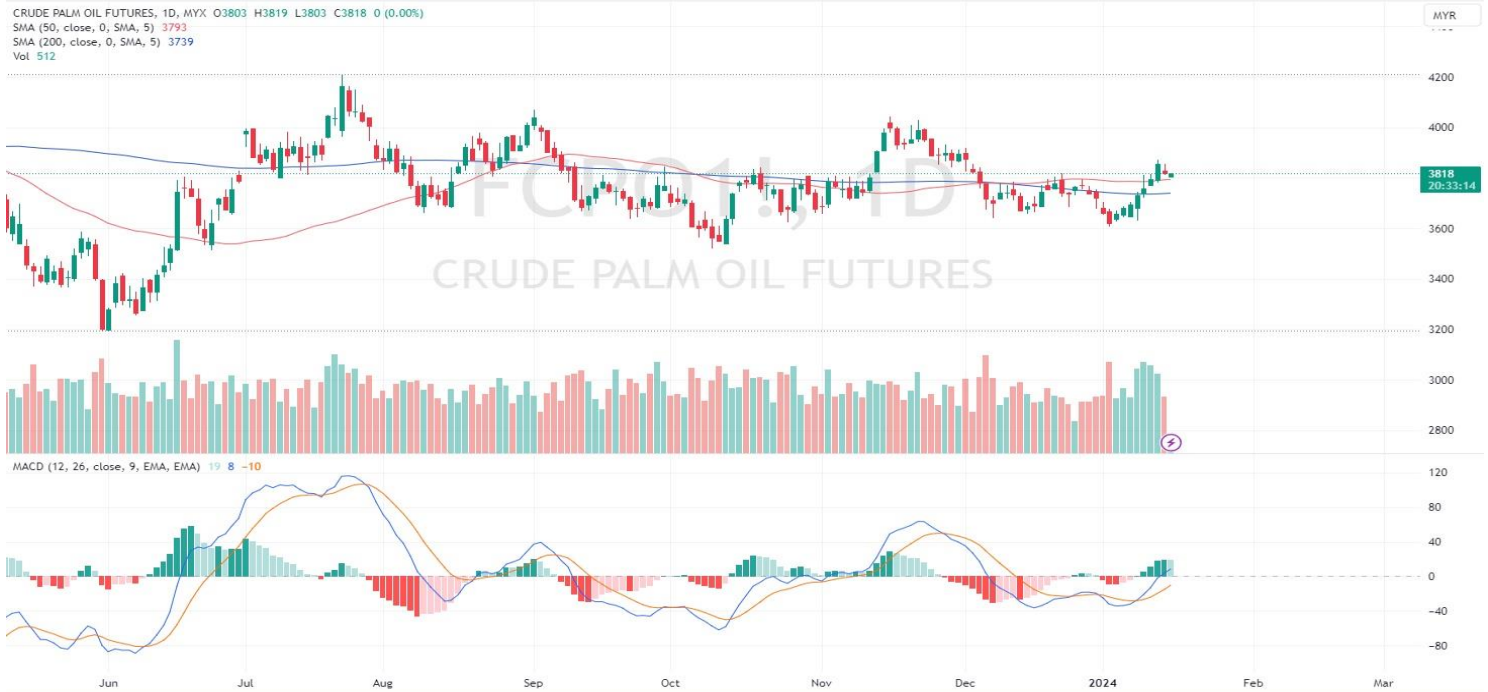 CRUDE PALM OIL FUTURES, 1D, MYX O3803 H3819 L3803 C3818 0 (0.00%)
MYR
SMA (50, close, 0, SMA, 5) 3793
SMA (200, close, 0, SMA, 5) 3739
Vol 512
4200
4000
3818
20:33:14
3600
3400
3200
3000
2800
FCPO1!, 1D
CRUDE PALM OIL FUTURES
MACD (12, 26, close, 9, EMA, EMA) 19 8 −10
120
80
40
0
−40
−80
Jun Jul Aug Sep Oct Nov Dec 2024 Feb Mar